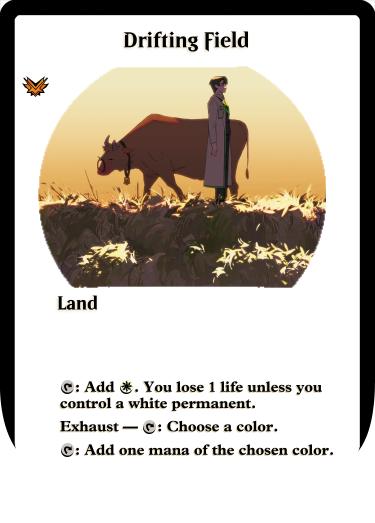 Drifting Field
Land
: Add . You lose 1 life unless you
control a white permanent.
Exhaust — : Choose a color.
: Add one mana of the chosen color.